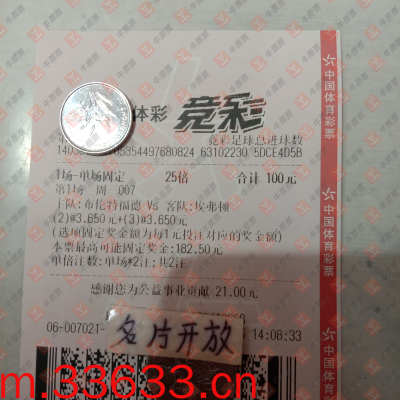 体彩 竞彩
竞彩足球总进球数
63102230 5DCE4D5B
1场-单场固定 25倍 合计 100元
第1场 周 007
主队:布伦特福德 Vs 客队:埃弗顿
(2)@3.650元+(3)@3.650元
(选项固定奖金额为每1元投注对应的奖金额)
本票最高可能固定奖金:182.50元
单倍注数:单场*2注;共2注
感谢您为公益事业贡献 21.00元
06-007021- 14:06:33
名片开放
m.33633.cn
中国体育彩票
中国体育彩票
中国体育彩票